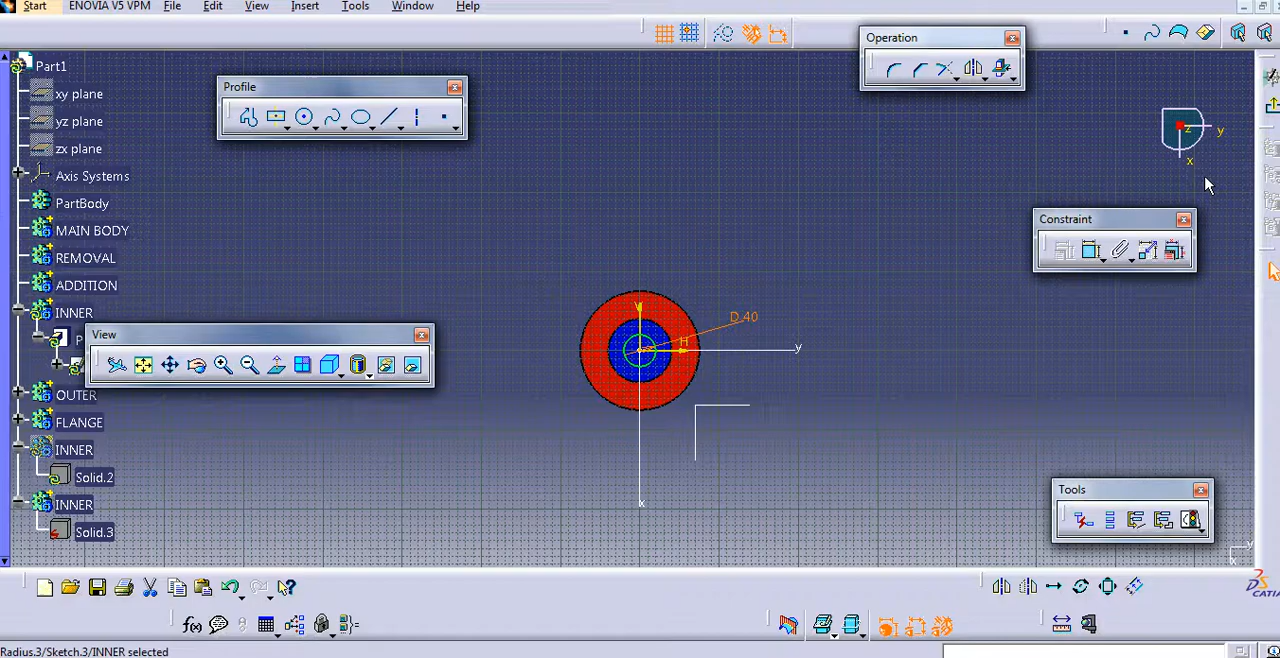 Start ENOVIA V5 VPM File Edit View Insert Tools Window Help
Operation
Part1
Profile
xy plane
yz plane
zx plane
z y
x
Axis Systems
PartBody
Constraint
MAIN BODY
REMOVAL
ADDITION
INNER
D 40
View
H
y
OUTER
FLANGE
INNER
Solid.2
Tools
INNER
x
Solid.3
f(x)
CATIA
Radius.3/Sketch.3/INNER selected